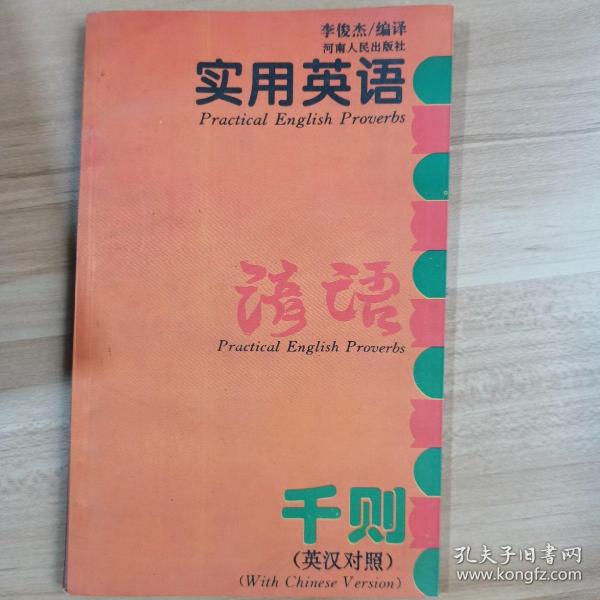 李俊杰/编译
河南人民出版社
实用英语
Practical English Proverbs
谚语
Practical English Proverbs
千则
(英汉对照)
(With Chinese Version)
孔夫子旧书网
www.kongfz.com